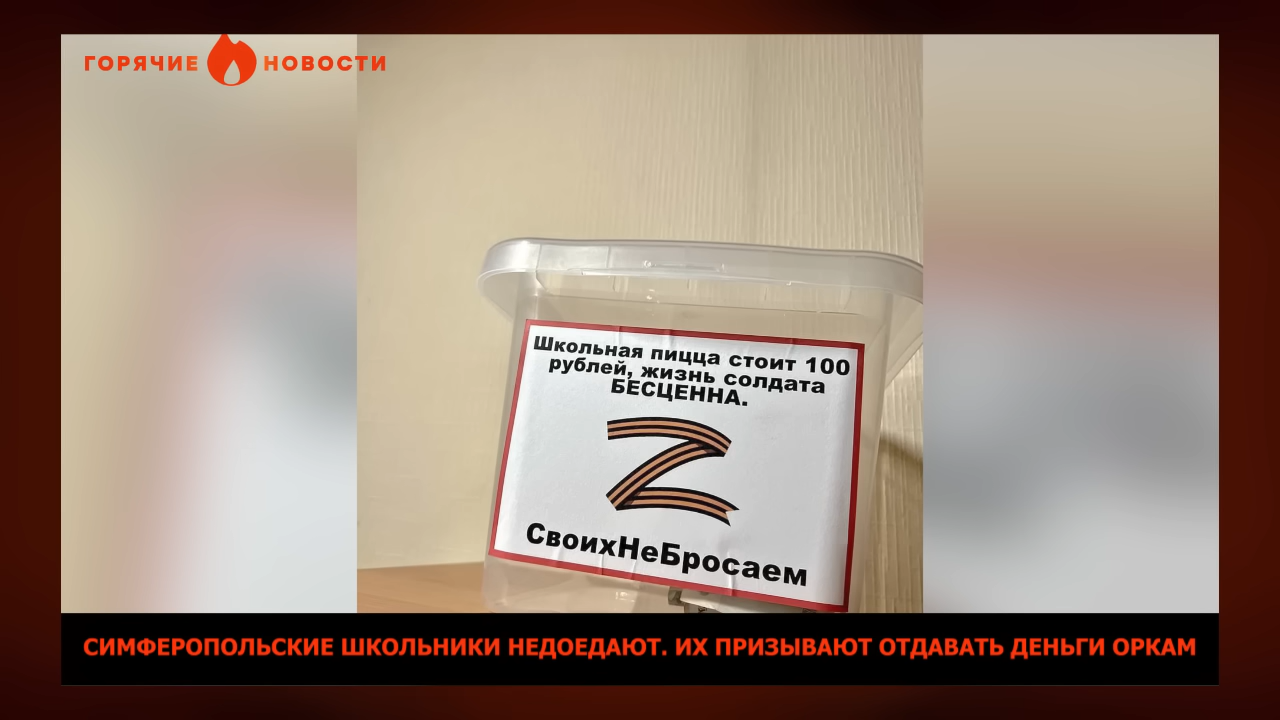 ГОРЯЧИЕ НОВОСТИ
Школьная пицца стоит 100
рублей, жизнь солдата
БЕСЦЕННА.
СвоихНеБросаем
СИМФЕРОПОЛЬСКИЕ ШКОЛЬНИКИ НЕДОЕДАЮТ. ИХ ПРИЗЫВАЮТ ОТДАВАТЬ ДЕНЬГИ ОРКАМ